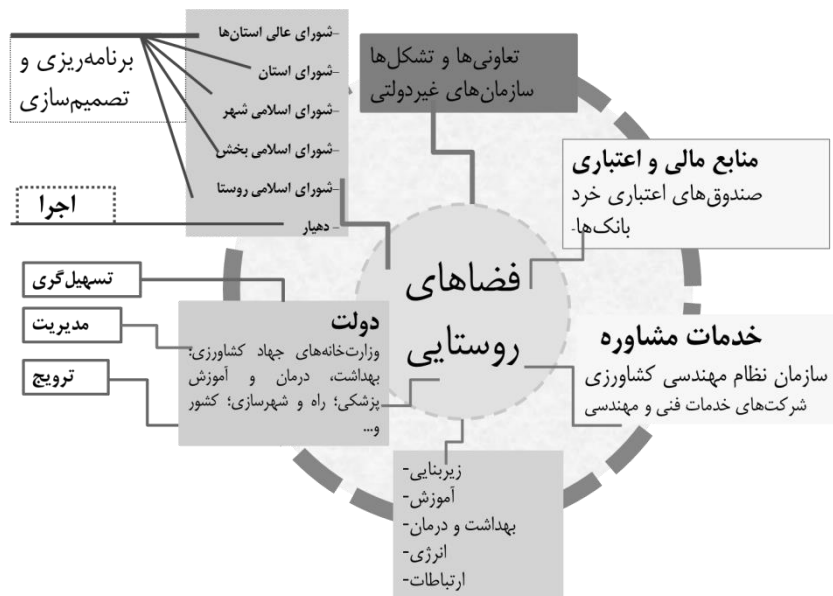 -شورای عالی استان‌ها
-شورای استان
-شورای اسلامی شهر
-شورای اسلامی بخش
-شورای اسلامی روستا
- دهیار
برنامه‌ریزی و
تصمیم‌سازی
اجرا
تعاونی‌ها و تشکل‌ها
سازمان‌های غیردولتی
منابع مالی و اعتباری
صندوق‌های اعتباری خرد
بانک‌ها-
فضاهای
روستایی
خدمات مشاوره
سازمان نظام مهندسی کشاورزی
شرکت‌های خدمات فنی و مهندسی
تسهیل‌گری
مدیریت
ترویج
دولت
وزارت‌خانه‌های جهاد کشاورزی؛
بهداشت، درمان و آموزش
پزشکی؛ راه و شهرسازی؛ کشور
و...
-زیربنایی
-آموزش
-بهداشت و درمان
-انرژی
-ارتباطات